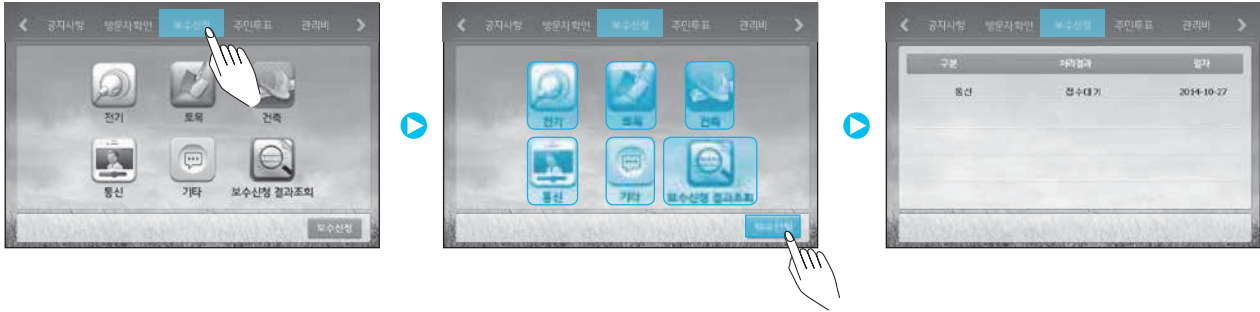 공지사항 방문자확인 보수신청 주민투표 관리비
전기 토목 건축
통신 기타 보수신청 결과조회
보수신청
공지사항 방문자확인 보수신청 주민투표 관리비
전기 토목 건축
통신 기타 보수신청 결과조회
보수신청
공지사항 방문자확인 보수신청 주민투표 관리비
구분 처리결과 일자
통신 접수대기 2014-10-27